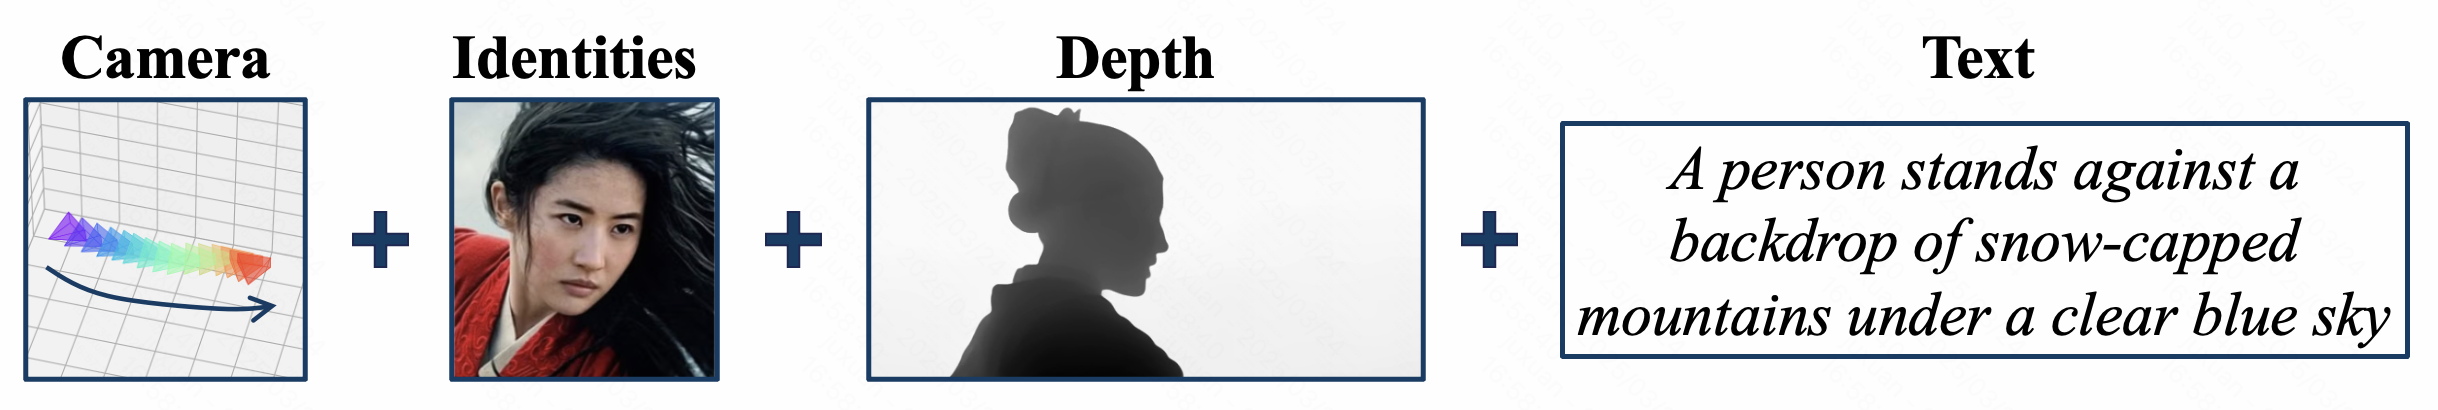 Camera
Identities
Depth
Text
+
+
+
A person stands against a
backdrop of snow-capped
mountains under a clear blue sky